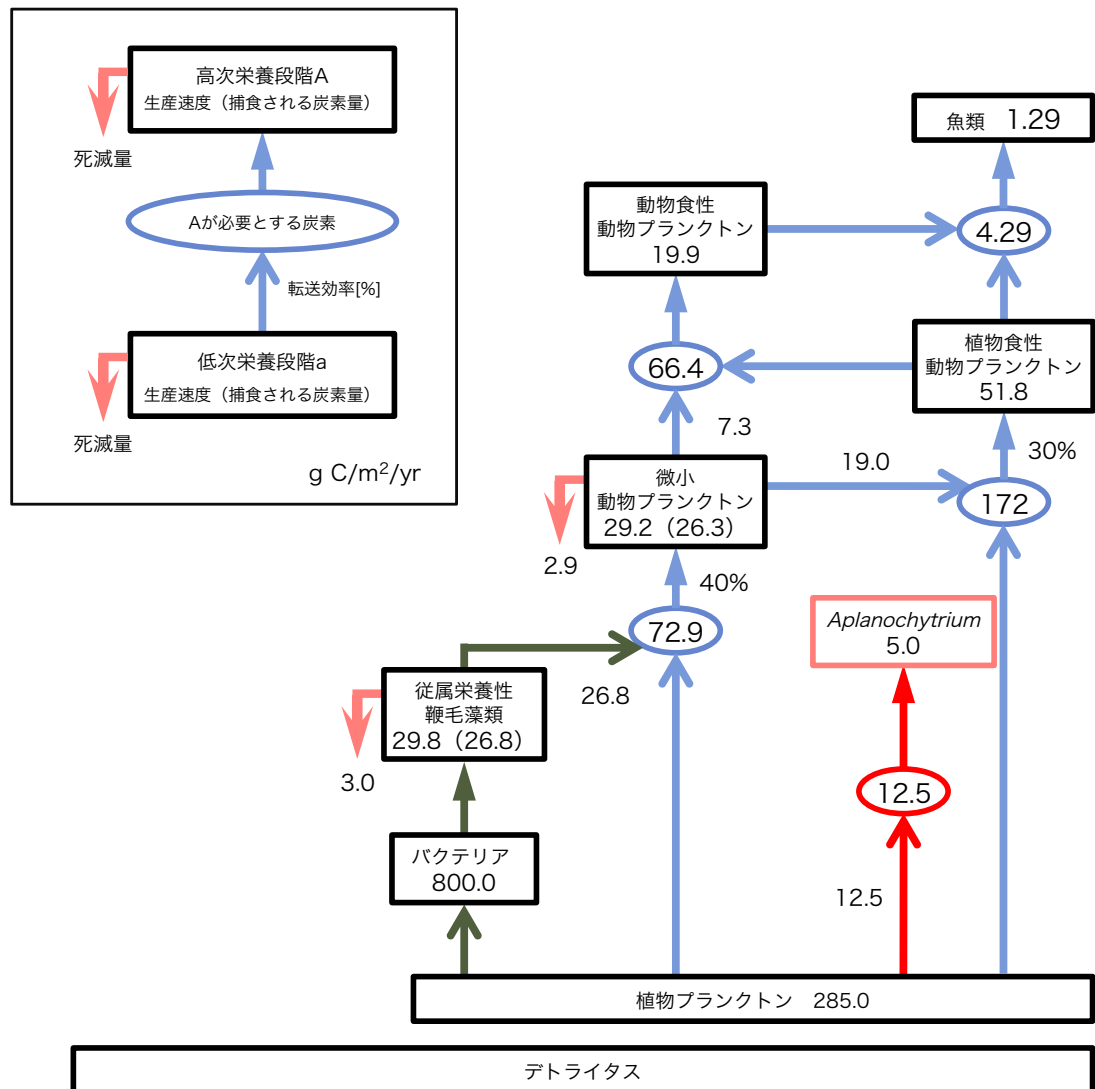 高次栄養段階A
生産速度（捕食される炭素量）
死滅量
Aが必要とする炭素
転送効率[%]
低次栄養段階a
生産速度（捕食される炭素量）
死滅量
g C/m²/yr
魚類 1.29
動物食性
動物プランクトン
19.9
4.29
66.4
植物食性
動物プランクトン
51.8
7.3
19.0
30%
微小
動物プランクトン
29.2（26.3）
172
2.9
40%
72.9
Aplanochytrium
5.0
従属栄養性
鞭毛藻類
29.8（26.8）
26.8
3.0
12.5
バクテリア
800.0
12.5
植物プランクトン 285.0
デトライタス